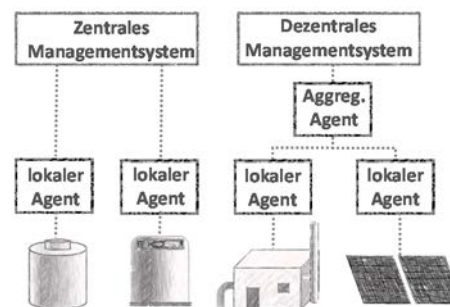 Zentrales
Managementsystem
Dezentrales
Managementsystem
Aggreg.
Agent
lokaler
Agent
lokaler
Agent
lokaler
Agent
lokaler
Agent